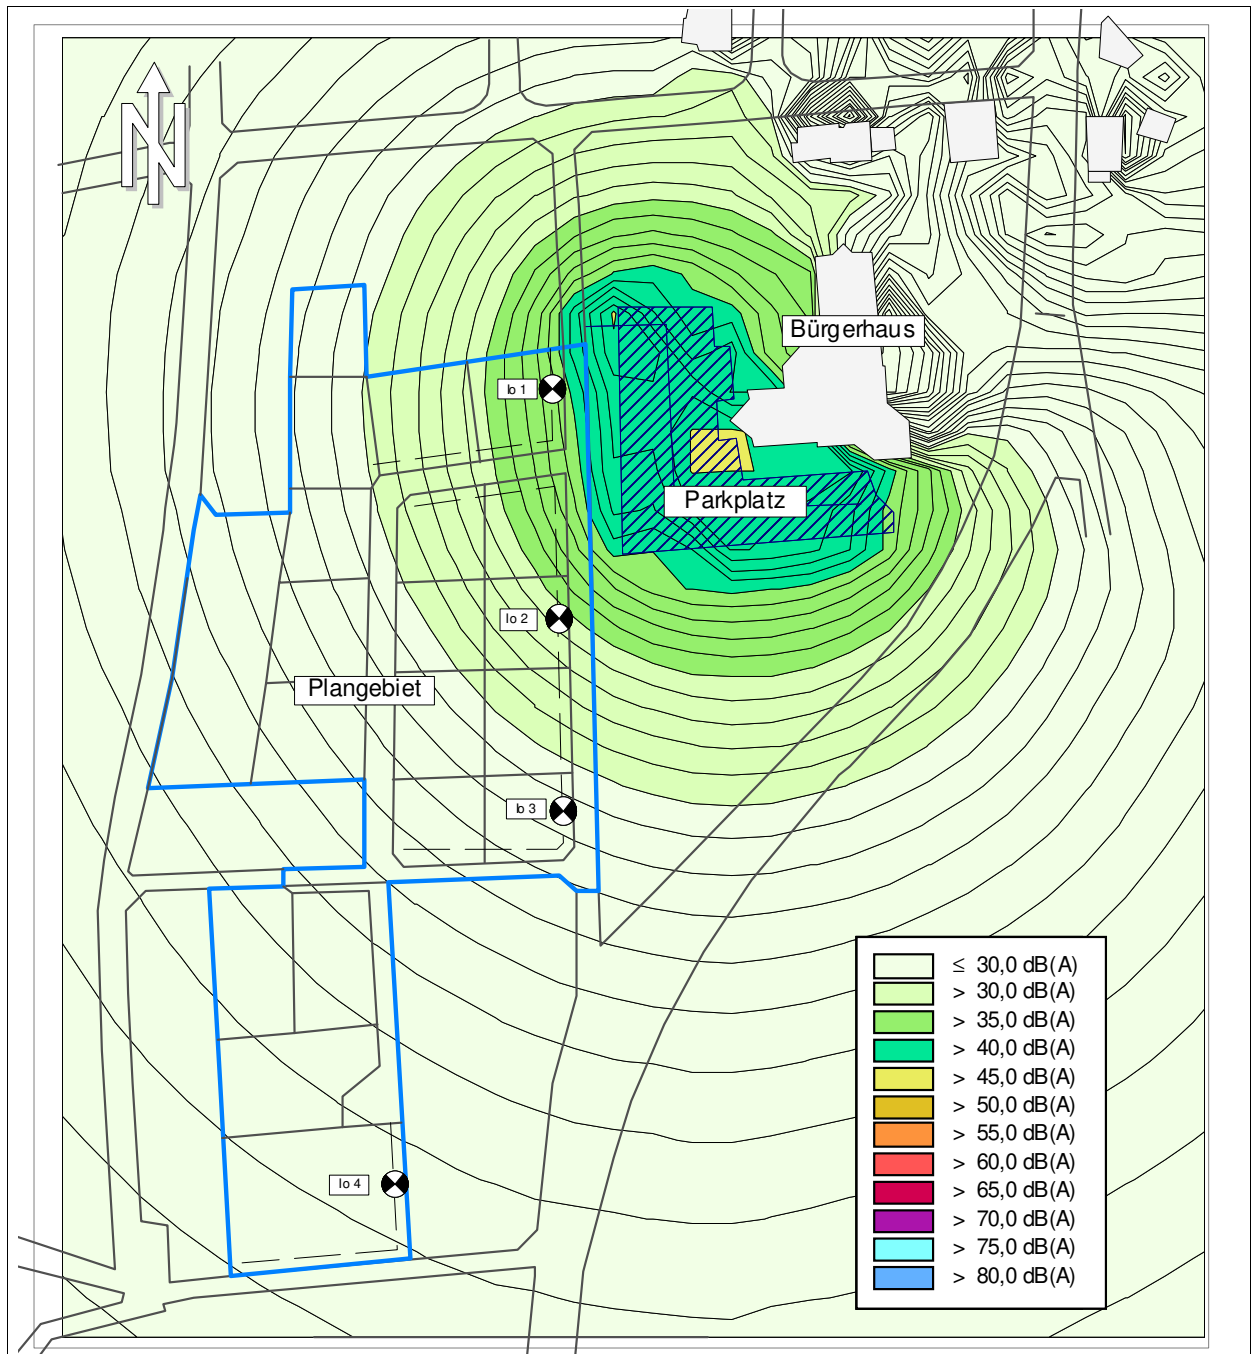 N
Bürgerhaus
Io 1
Parkplatz
Io 2
Plangebiet
Io 3
Io 4
≤ 30,0 dB(A)
> 30,0 dB(A)
> 35,0 dB(A)
> 40,0 dB(A)
> 45,0 dB(A)
> 50,0 dB(A)
> 55,0 dB(A)
> 60,0 dB(A)
> 65,0 dB(A)
> 70,0 dB(A)
> 75,0 dB(A)
> 80,0 dB(A)